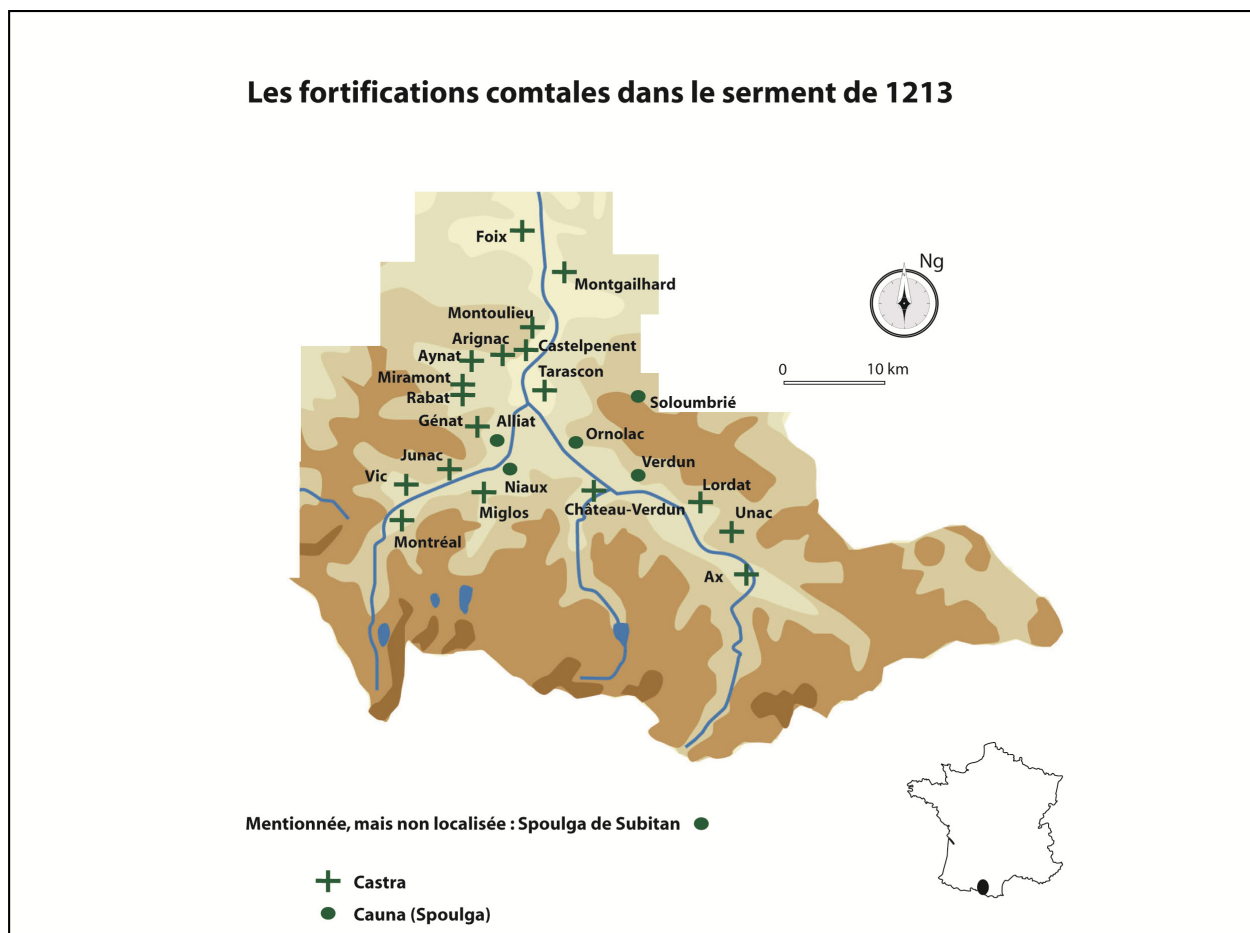 Les fortifications comtales dans le serment de 1213
Foix
Ng
Montgailhard
Montoulieu
Arignac
Castelpenent
Aynat
Tarascon
0 10 km
Miramont
Rabat
Soloumbrié
Génat
Alliat
Ornolac
Junac
Verdun
Vic
Niaux
Lordat
Miglos
Château-Verdun
Unac
Montréal
Ax
Mentionnée, mais non localisée : Spoulga de Subitan
Castra
Cauna (Spoulga)